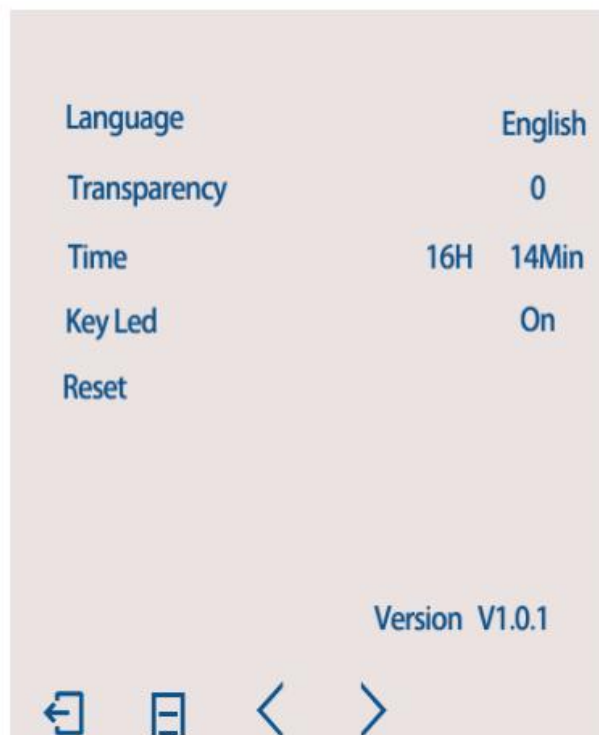 Language English
Transparency 0
Time 16H 14Min
Key Led On
Reset
Version V1.0.1